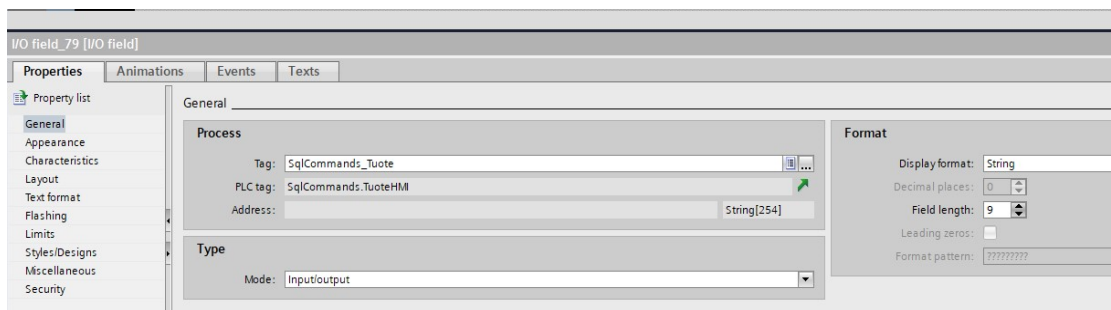 I/O field_79 [I/O field]
Properties Animations Events Texts
Property list
General
Appearance
Characteristics
Layout
Text format
Flashing
Limits
Styles/Designs
Miscellaneous
Security
General
Process
Tag: SqlCommands_Tuote ...
PLC tag: SqlCommands.TuoteHMI
Address: String[254]
Type
Mode: Input/output
Format
Display format: String
Decimal places: 0
Field length: 9
Leading zeros:
Format pattern: ?????????